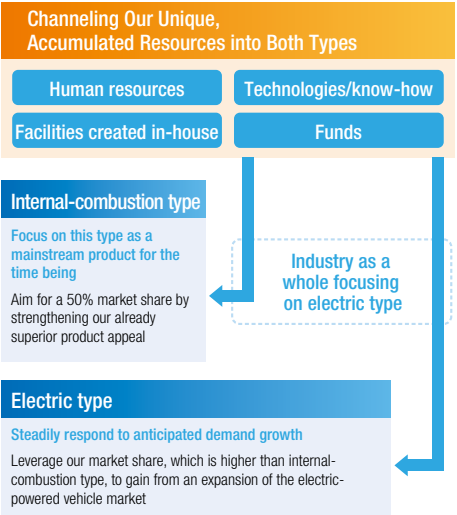 Channeling Our Unique,
Accumulated Resources into Both Types
Human resources
Technologies/know-how
Facilities created in-house
Funds
Internal-combustion type
Focus on this type as a
mainstream product for the
time being
Aim for a 50% market share by
strengthening our already
superior product appeal
Industry as a
whole focusing
on electric type
Electric type
Steadily respond to anticipated demand growth
Leverage our market share, which is higher than internal-
combustion type, to gain from an expansion of the electric-
powered vehicle market